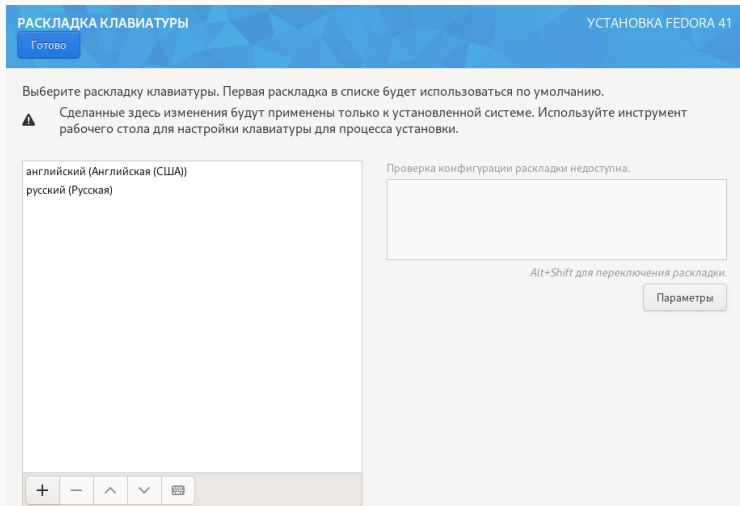 РАСКЛАДКА КЛАВИАТУРЫ
УСТАНОВКА FEDORA 41
Готово
Выберите раскладку клавиатуры. Первая раскладка в списке будет использоваться по умолчанию.
Сделанные здесь изменения будут применены только к установленной системе. Используйте инструмент
рабочего стола для настройки клавиатуры для процесса установки.
английский (Английская (США))
русский (Русская)
Проверка конфигурации раскладки недоступна.
Alt+Shift для переключения раскладки.
Параметры